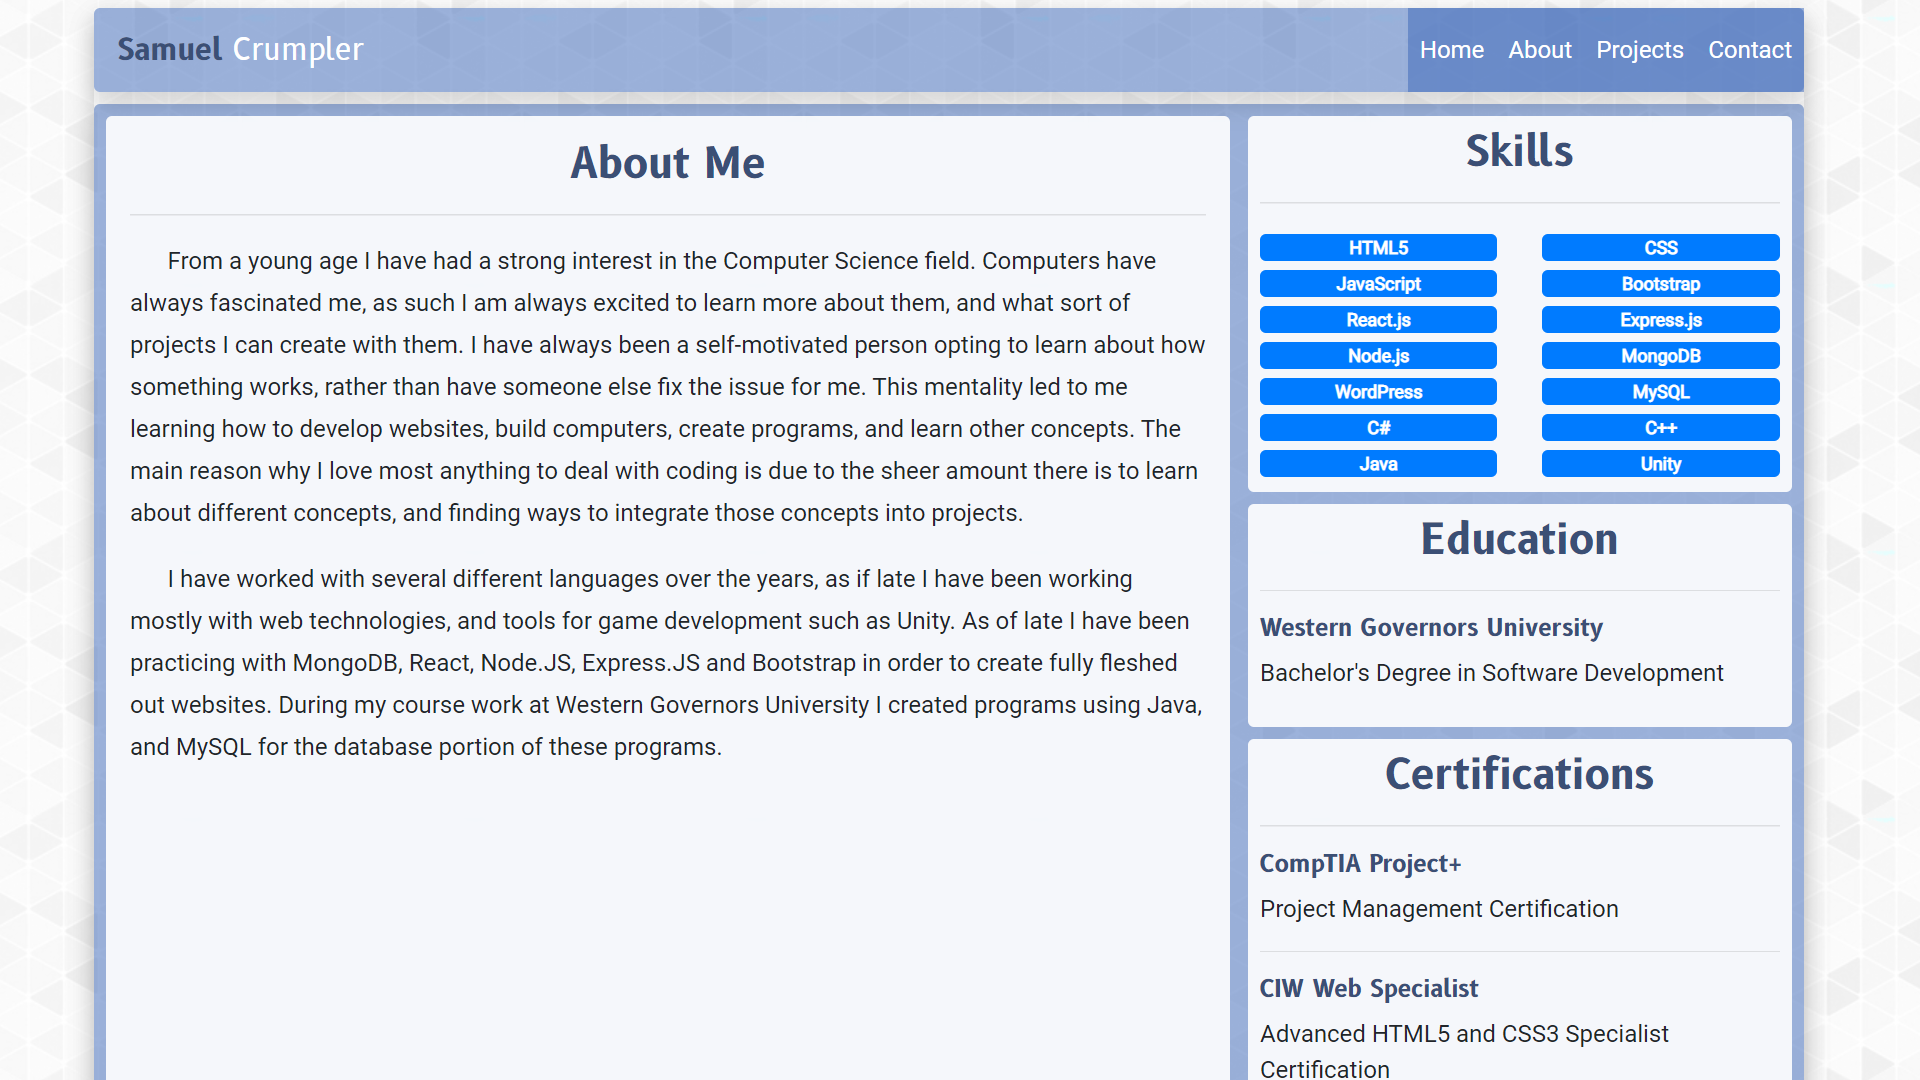 Samuel Crumpler
Home About Projects Contact
About Me
From a young age I have had a strong interest in the Computer Science field. Computers have
always fascinated me, as such I am always excited to learn more about them, and what sort of
projects I can create with them. I have always been a self-motivated person opting to learn about how
something works, rather than have someone else fix the issue for me. This mentality led to me
learning how to develop websites, build computers, create programs, and learn other concepts. The
main reason why I love most anything to deal with coding is due to the sheer amount there is to learn
about different concepts, and finding ways to integrate those concepts into projects.
I have worked with several different languages over the years, as if late I have been working
mostly with web technologies, and tools for game development such as Unity. As of late I have been
practicing with MongoDB, React, Node.JS, Express.JS and Bootstrap in order to create fully fleshed
out websites. During my course work at Western Governors University I created programs using Java,
and MySQL for the database portion of these programs.
Skills
HTML5 CSS
JavaScript Bootstrap
React.js Express.js
Node.js MongoDB
WordPress MySQL
C# C++
Java Unity
Education
Western Governors University
Bachelor's Degree in Software Development
Certifications
CompTIA Project+
Project Management Certification
CIW Web Specialist
Advanced HTML5 and CSS3 Specialist
Certification